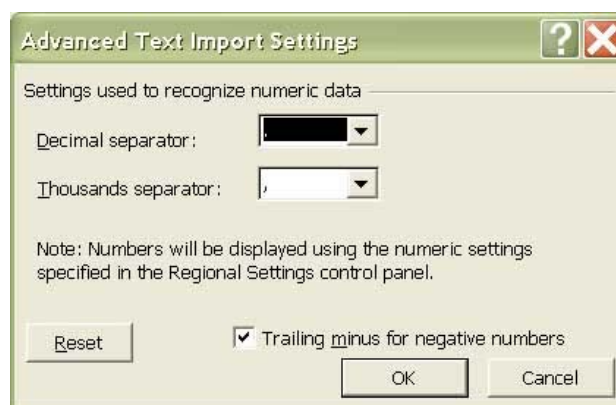 Advanced Text Import Settings
Settings used to recognize numeric data
Decimal separator:
Thousands separator: ,
Note: Numbers will be displayed using the numeric settings
specified in the Regional Settings control panel.
Reset
Trailing minus for negative numbers
OK
Cancel